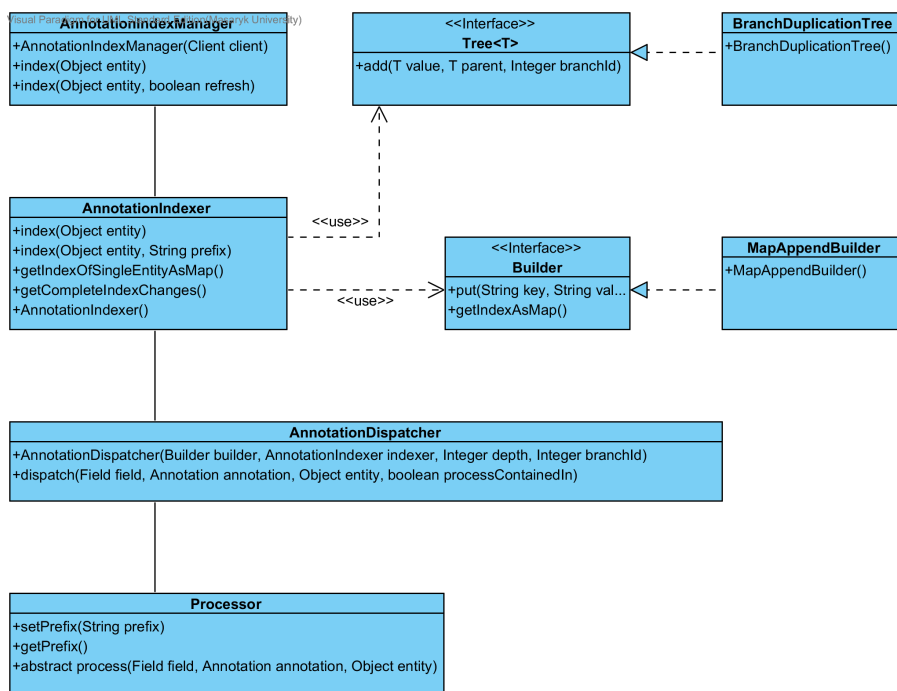 Visual Paradigm for UML Standard Edition(Masaryk University)
AnnotationIndexManager
+AnnotationIndexManager(Client client)
+index(Object entity)
+index(Object entity, boolean refresh)
<<Interface>>
Tree<T>
+add(T value, T parent, Integer branchId)
BranchDuplicationTree
+BranchDuplicationTree()
AnnotationIndexer
+index(Object entity)
+index(Object entity, String prefix)
+getIndexOfSingleEntityAsMap()
+getCompleteIndexChanges()
+AnnotationIndexer()
<<use>>
<<use>>
<<Interface>>
Builder
+put(String key, String val...
+getIndexAsMap()
MapAppendBuilder
+MapAppendBuilder()
AnnotationDispatcher
+AnnotationDispatcher(Builder builder, AnnotationIndexer indexer, Integer depth, Integer branchId)
+dispatch(Field field, Annotation annotation, Object entity, boolean processContainedIn)
Processor
+setPrefix(String prefix)
+getPrefix()
+abstract process(Field field, Annotation annotation, Object entity)